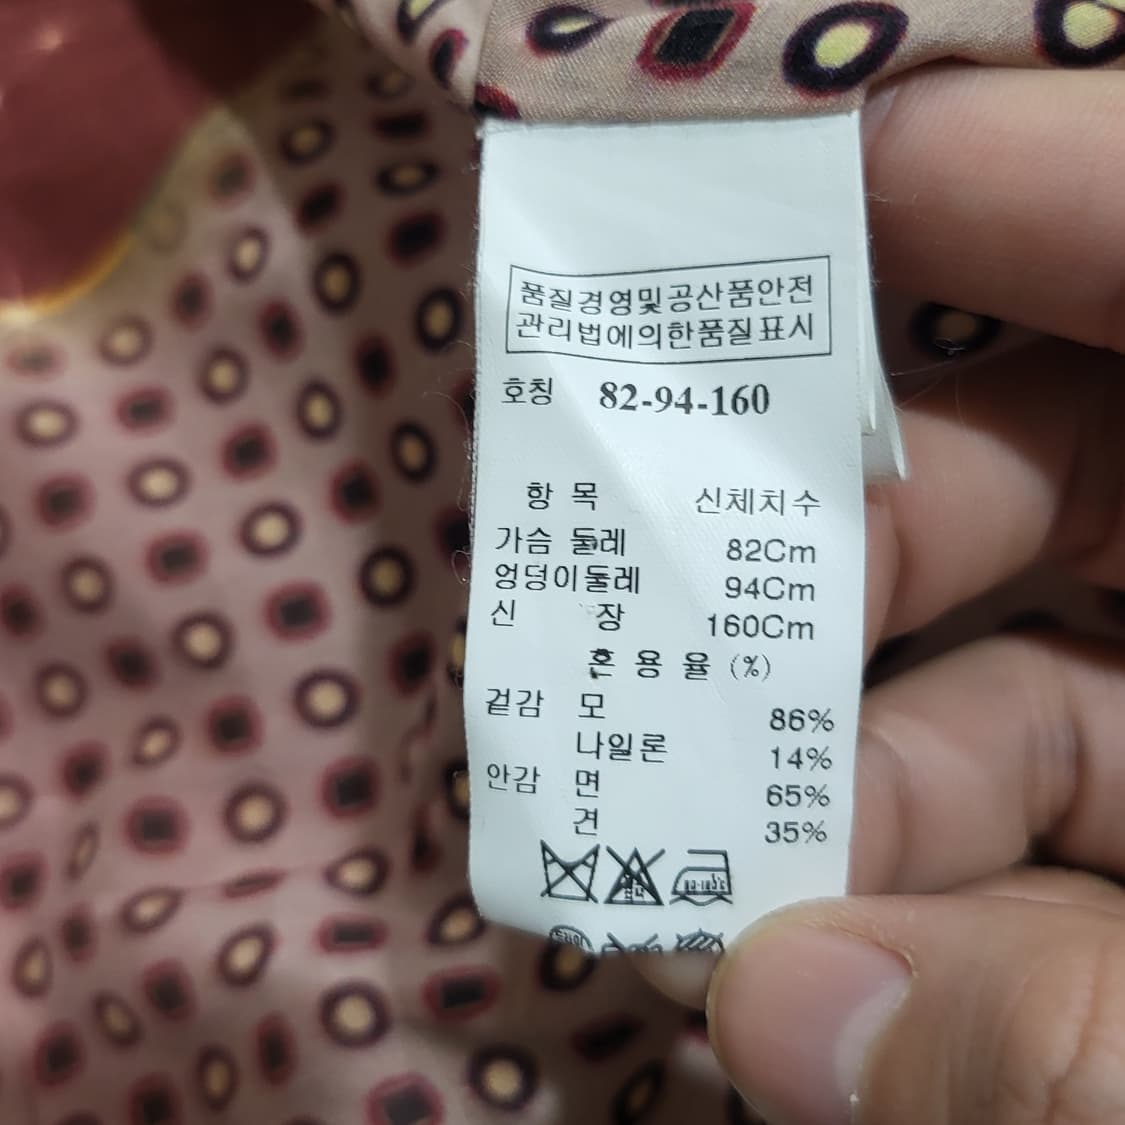 품질경영및공산품안전
관리법에의한품질표시
호칭 82-94-160
항 목 신체치수
가슴 둘레 82Cm
엉덩이둘레 94Cm
신 장 160Cm
혼 용 율 (%)
겉감 모 86%
나일론 14%
안감 면 65%
견 35%
드라이